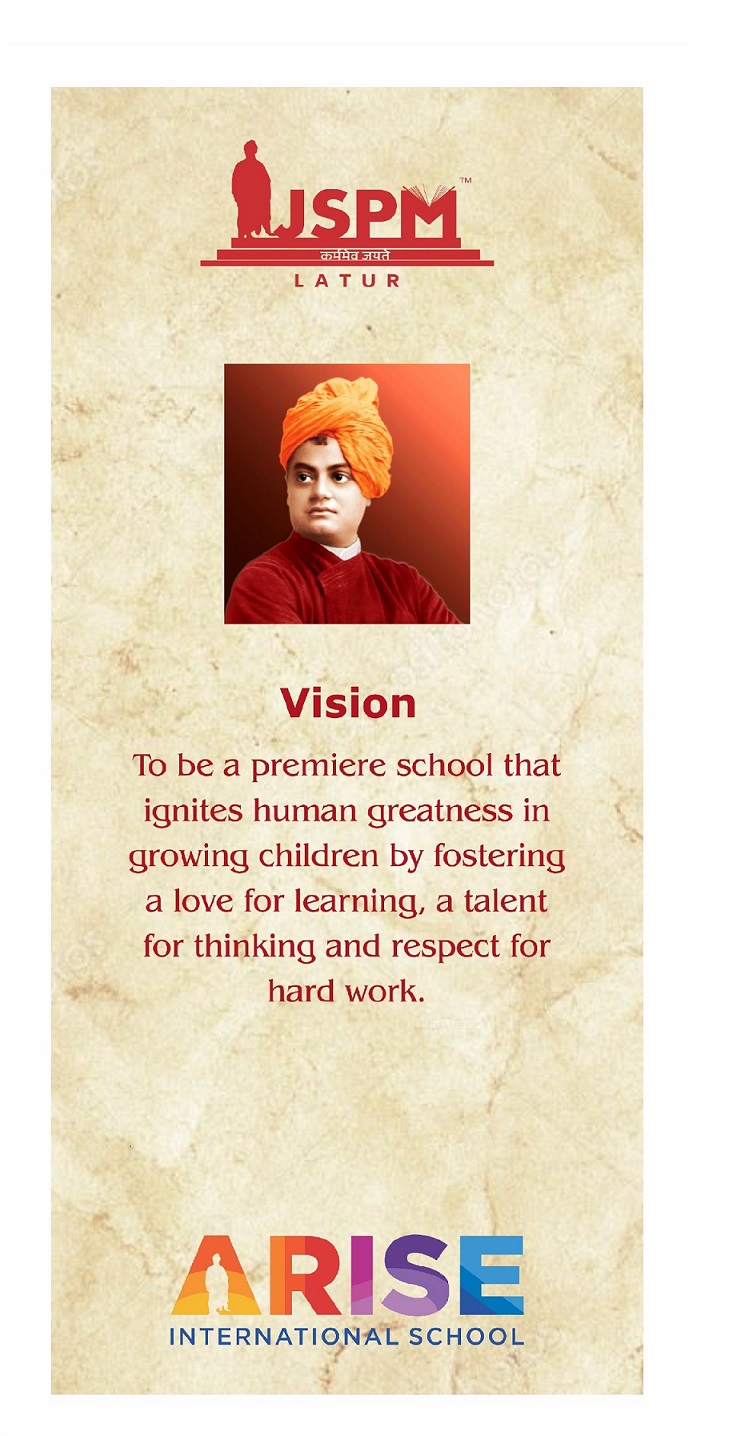 JSPM™
कर्ममेव जयते
LATUR
Vision
To be a premiere school that
ignites human greatness in
growing children by fostering
a love for learning, a talent
for thinking and respect for
hard work.
ARISE
INTERNATIONAL SCHOOL